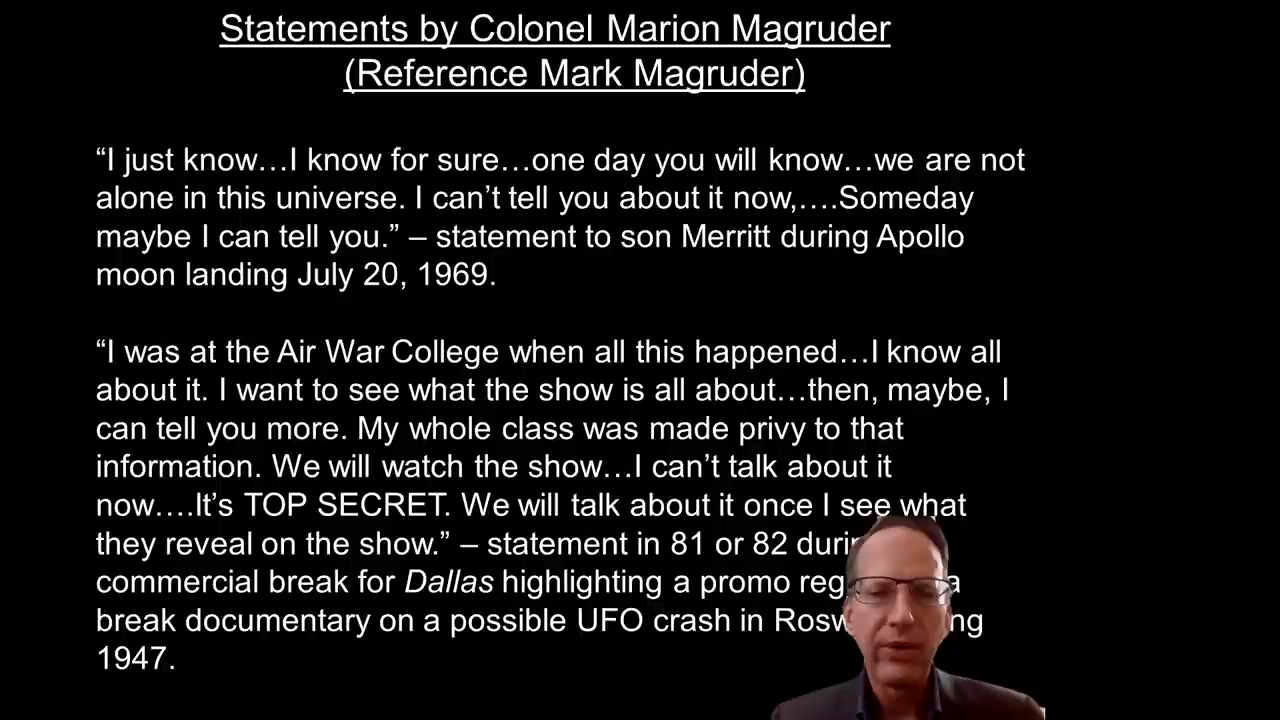 Statements by Colonel Marion Magruder
(Reference Mark Magruder)
“I just know…I know for sure…one day you will know…we are not
alone in this universe. I can’t tell you about it now,….Someday
maybe I can tell you.” – statement to son Merritt during Apollo
moon landing July 20, 1969.
“I was at the Air War College when all this happened…I know all
about it. I want to see what the show is all about…then, maybe, I
can tell you more. My whole class was made privy to that
information. We will watch the show…I can’t talk about it
now….It’s TOP SECRET. We will talk about it once I see what
they reveal on the show.” – statement in 81 or 82
commercial break for Dallas highlighting a promo a
break documentary on a possible UFO crash in
1947.